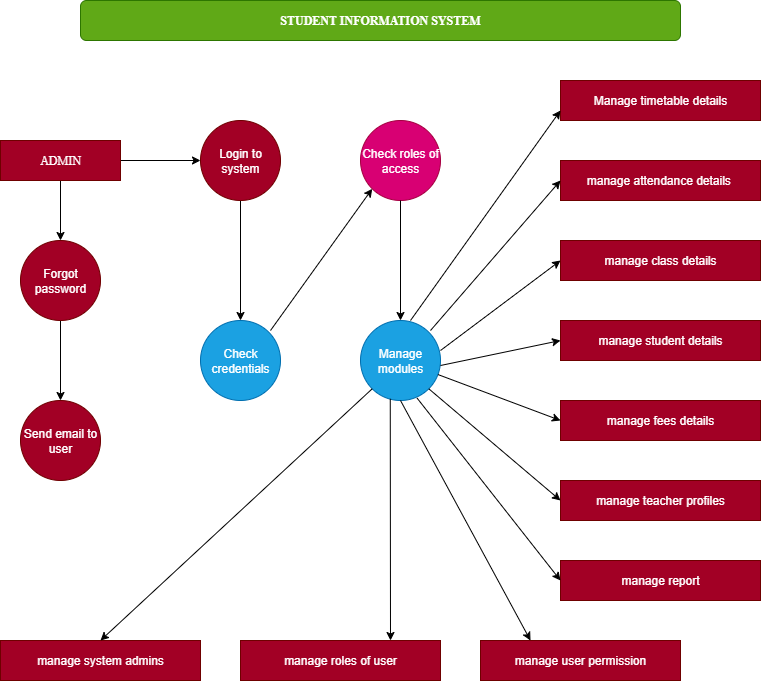 STUDENT INFORMATION SYSTEM
Manage timetable details
ADMIN
Login to
system
Check roles of
access
manage attendance details
manage class details
Forgot
password
Check
credentials
Manage
modules
manage student details
manage fees details
Send email to
user
manage teacher profiles
manage report
manage system admins
manage roles of user
manage user permission